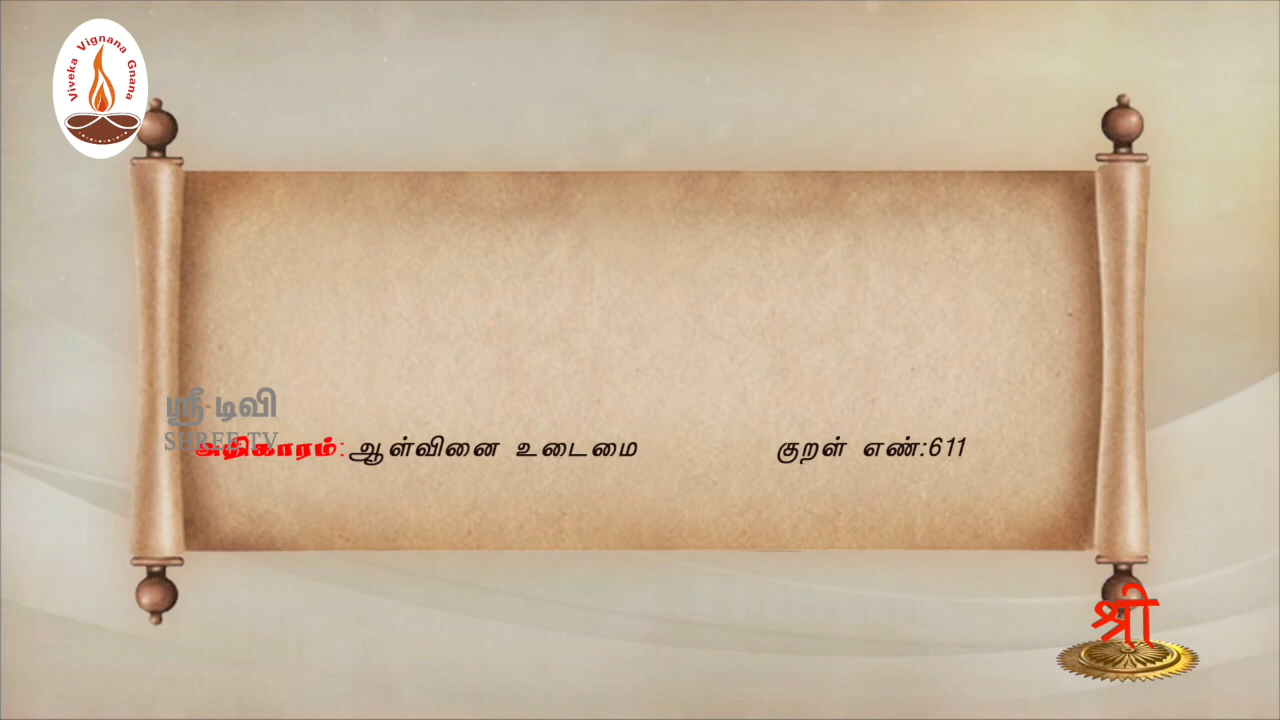 Viveka Vignana Gnana
ஸ்ரீ டிவி
SHREE TV
அதிகாரம்:ஆள்வினை உடைமை குறள் எண்:611
श्री